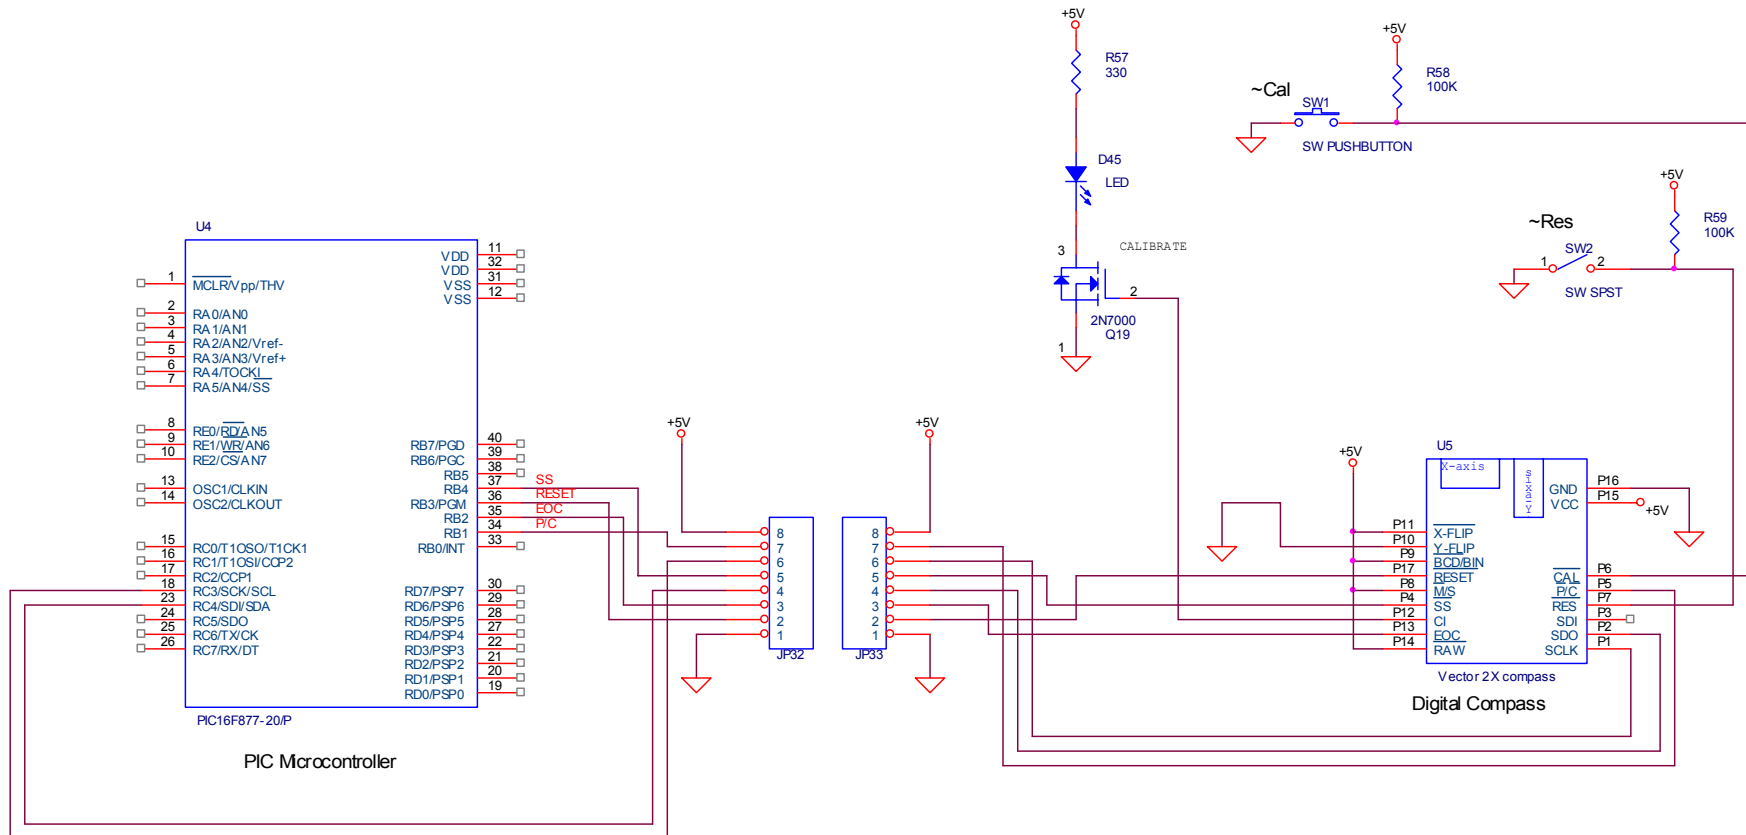 +5V
R57
330
+5V
R58
100K
~Cal
SW1
SW PUSHBUTTON
D45
LED
+5V
R59
100K
~Res
SW2
1
2
SW SPST
3
CALIBRATE
2
2N7000
Q19
1
U4
1 MCLR/Vpp/THV
2 RA0/AN0
3 RA1/AN1
4 RA2/AN2/Vref-
5 RA3/AN3/Vref+
6 RA4/TOCKI
7 RA5/AN4/SS
8 RE0/RD/AN5
9 RE1/WR/AN6
10 RE2/CS/AN7
13 OSC1/CLKIN
14 OSC2/CLKOUT
15 RC0/T1OSO/T1CK1
16 RC1/T1OSI/CCP2
17 RC2/CCP1
18 RC3/SCK/SCL
23 RC4/SDI/SDA
24 RC5/SDO
25 RC6/TX/CK
26 RC7/RX/DT
VDD 11
VDD 32
VSS 31
VSS 12
RB7/PGD 40
RB6/PGC 39
RB5 38
RB4 37 SS
RB3/PGM 36 RESET
RB2 35 EOC
RB1 34 P/C
RB0/INT 33
RD7/PSP7 30
RD6/PSP6 29
RD5/PSP5 28
RD4/PSP4 27
RD3/PSP3 22
RD2/PSP2 21
RD1/PSP1 20
RD0/PSP0 19
PIC16F877-20/P
PIC Microcontroller
+5V
8
7
6
5
4
3
2
1
JP32
+5V
8
7
6
5
4
3
2
1
JP33
+5V
U5
X-axis
P11 X-FLIP
P10 Y-FLIP
P9 BCD/BIN
P17 RESET
P8 M/S
P4 SS
P12 CI
P13 EOC
P14 RAW
GND P16
VCC P15
+5V
CAL P6
P/C P5
RES P7
SDI P3
SDO P2
SCLK P1
Vector 2X compass
Digital Compass